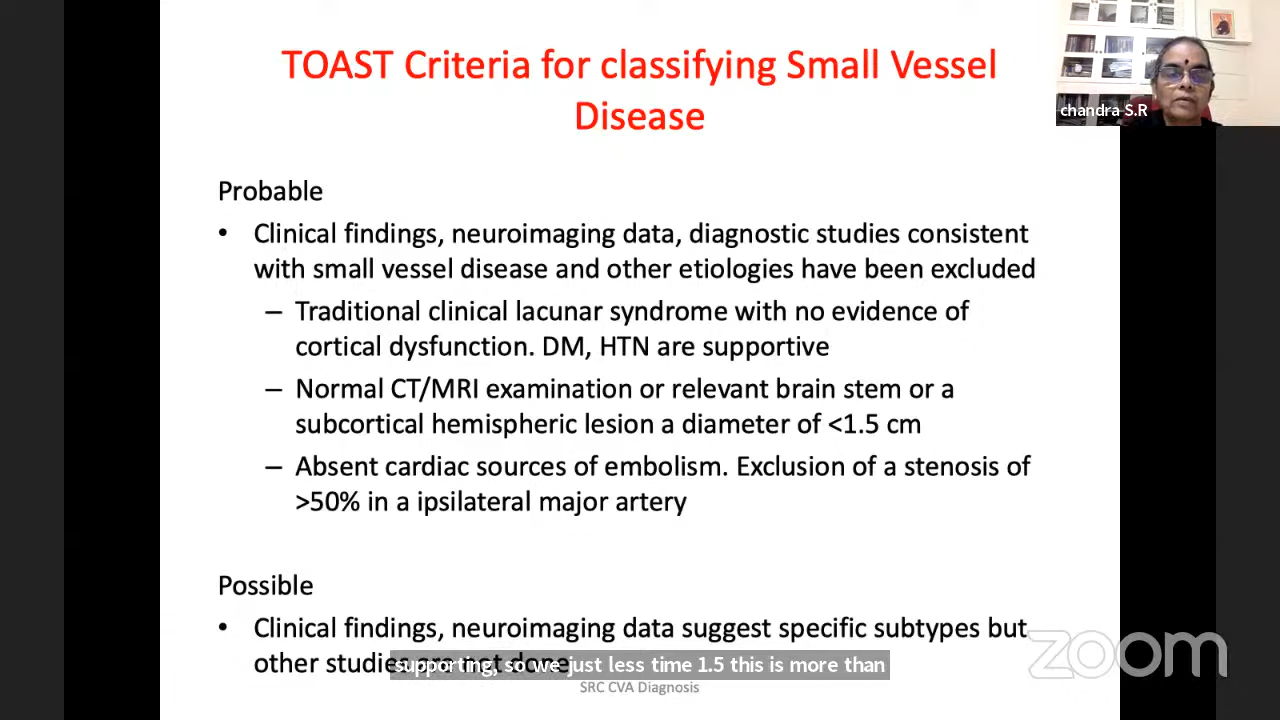 TOAST Criteria for classifying Small Vessel
Disease
chandra S.R
Probable
• Clinical findings, neuroimaging data, diagnostic studies consistent
with small vessel disease and other etiologies have been excluded
– Traditional clinical lacunar syndrome with no evidence of
cortical dysfunction. DM, HTN are supportive
– Normal CT/MRI examination or relevant brain stem or a
subcortical hemispheric lesion a diameter of <1.5 cm
– Absent cardiac sources of embolism. Exclusion of a stenosis of
>50% in a ipsilateral major artery
Possible
• Clinical findings, neuroimaging data suggest specific subtypes but
other studies are not done
supporting, so we just less time 1.5 this is more than
SRC CVA Diagnosis
zoom